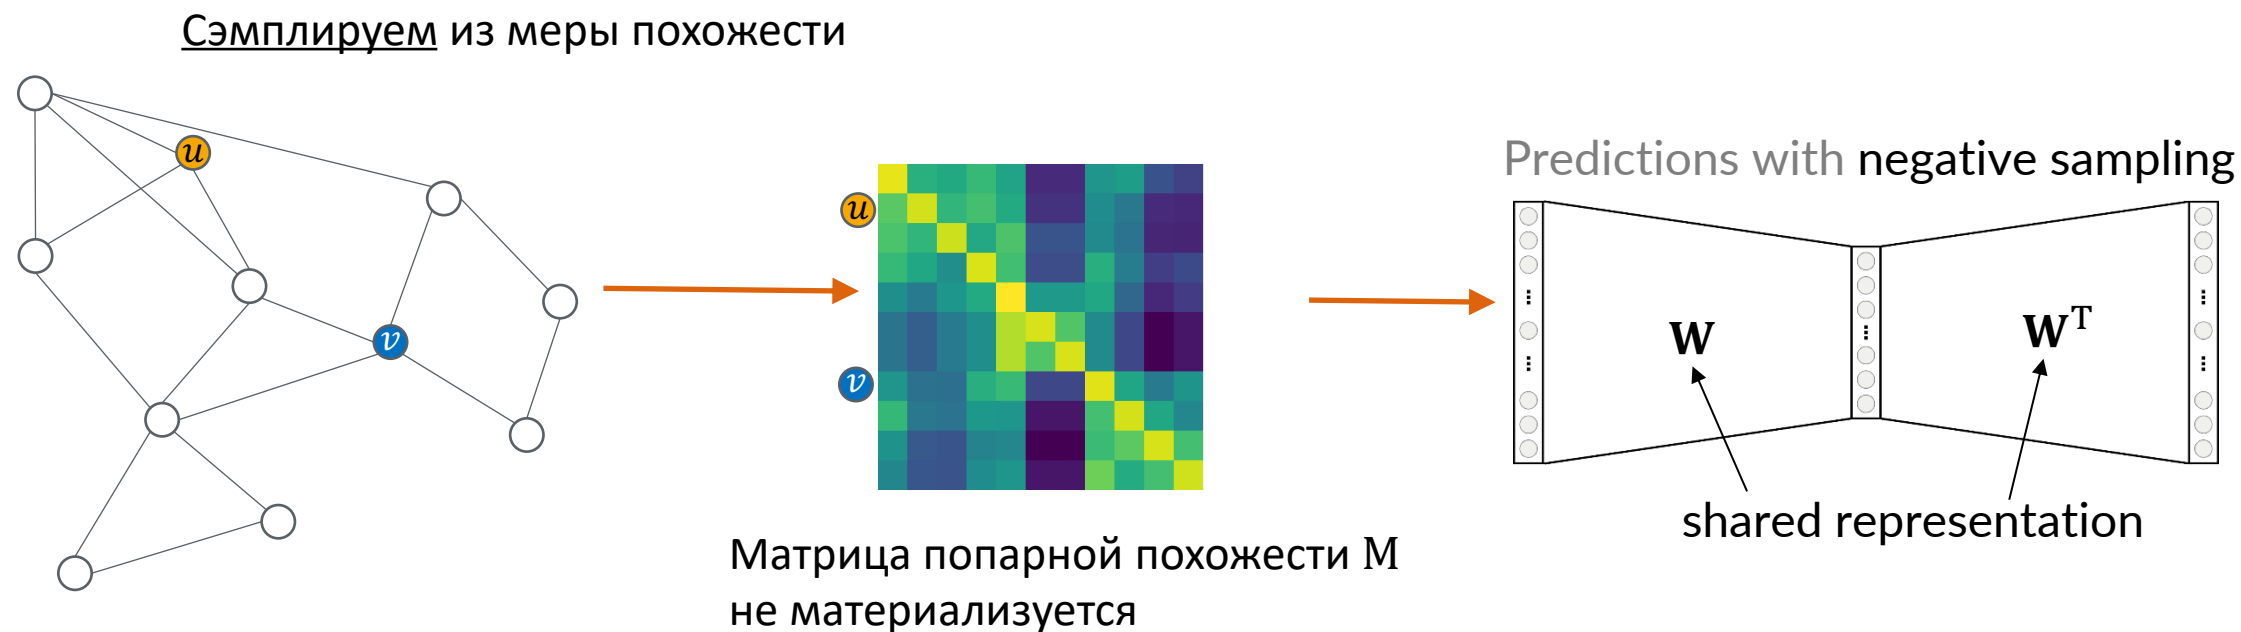 Сэмплируем из меры похожести
u
v
u
v
Матрица попарной похожести M
не материализуется
Predictions with negative sampling
W
W^T
shared representation